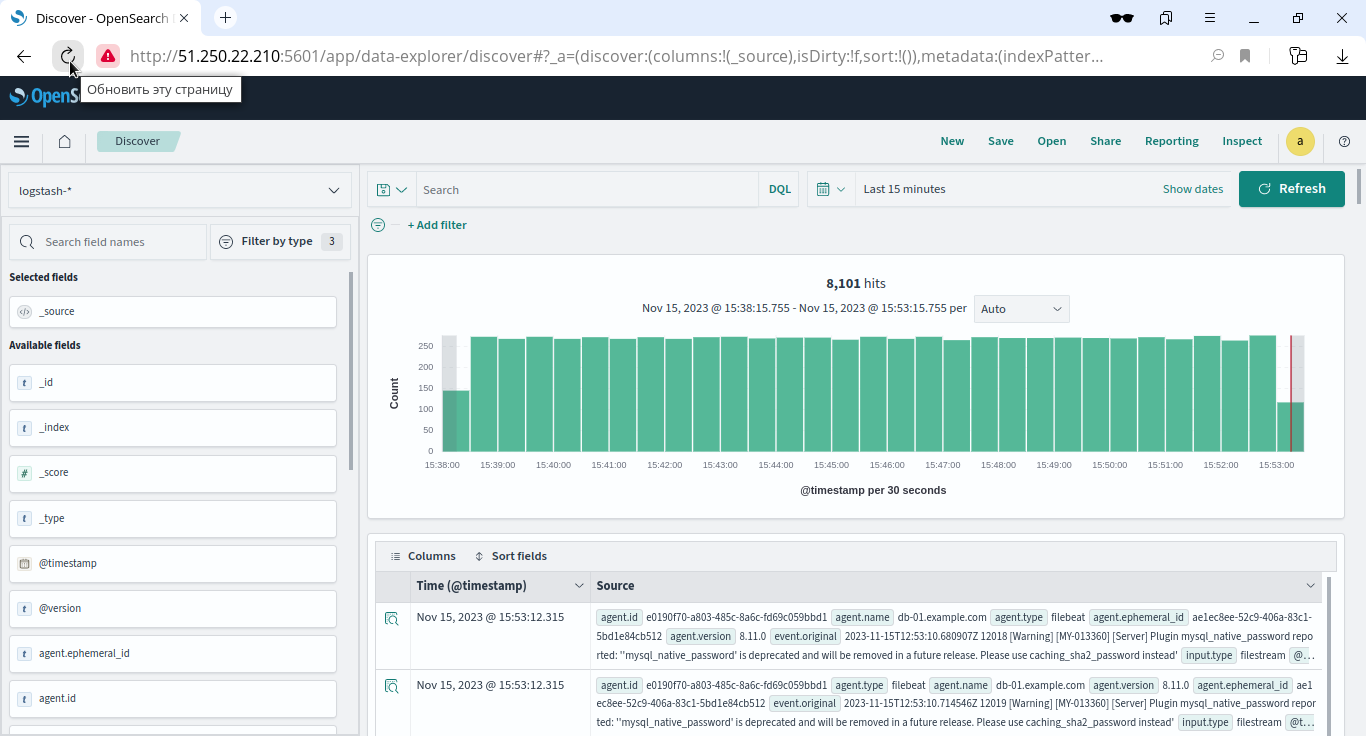 Discover - OpenSearch
http://51.250.22.210:5601/app/data-explorer/discover#?_a=(discover:(columns:!(_source),isDirty:!f,sort:!()),metadata:(indexPatter...
Обновить эту страницу
OpenSe
Discover
New Save Open Share Reporting Inspect a
logstash-*
Search DQL Last 15 minutes Show dates Refresh
+ Add filter
Search field names Filter by type 3
Selected fields
_source
Available fields
_id
_index
_score
_type
@timestamp
@version
agent.ephemeral_id
agent.id
8,101 hits
Nov 15, 2023 @ 15:38:15.755 - Nov 15, 2023 @ 15:53:15.755 per Auto
Count
250
200
150
100
50
0
15:38:00 15:39:00 15:40:00 15:41:00 15:42:00 15:43:00 15:44:00 15:45:00 15:46:00 15:47:00 15:48:00 15:49:00 15:50:00 15:51:00 15:52:00 15:53:00
@timestamp per 30 seconds
Columns Sort fields
Time (@timestamp) Source
Nov 15, 2023 @ 15:53:12.315 agent.id e0190f70-a803-485c-8a6c-fd69c059bbd1 agent.name db-01.example.com agent.type filebeat agent.ephemeral_id ae1ec8ee-52c9-406a-83c1-
5bd1e84cb512 agent.version 8.11.0 event.original 2023-11-15T12:53:10.680907Z 12018 [Warning] [MY-013360] [Server] Plugin mysql_native_password repo
rted: ''mysql_native_password' is deprecated and will be removed in a future release. Please use caching_sha2_password instead' input.type filestream @...
Nov 15, 2023 @ 15:53:12.315 agent.id e0190f70-a803-485c-8a6c-fd69c059bbd1 agent.type filebeat agent.name db-01.example.com agent.version 8.11.0 agent.ephemeral_id ae1
ec8ee-52c9-406a-83c1-5bd1e84cb512 event.original 2023-11-15T12:53:10.714546Z 12019 [Warning] [MY-013360] [Server] Plugin mysql_native_password repor
ted: ''mysql_native_password' is deprecated and will be removed in a future release. Please use caching_sha2_password instead' input.type filestream @t...